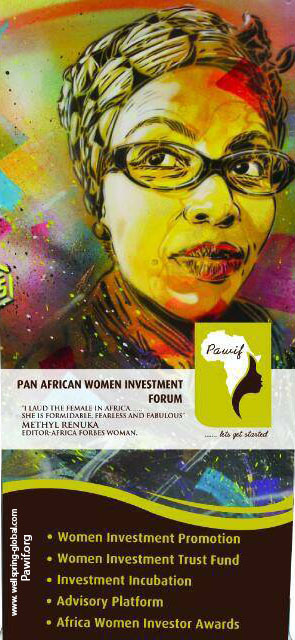 Pawif
PAN AFRICAN WOMEN INVESTMENT
FORUM
"I LAUD THE FEMALE IN AFRICA......
SHE IS FORMIDABLE, FEARLESS AND FABULOUS"
METHYL RENUKA
EDITOR-AFRICA FORBES WOMAN.
...... lets get started
www.wellspring-global.com
Pawif.org
• Women Investment Promotion
• Women Investment Trust Fund
• Investment Incubation
• Advisory Platform
• Africa Women Investor Awards